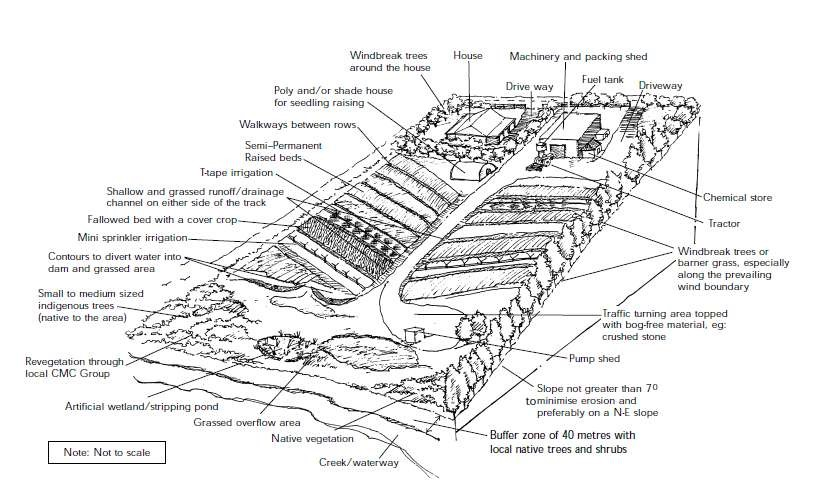 Windbreak trees
around the house
House
Machinery and packing shed
Fuel tank
Drive way
Driveway
Poly and/or shade house
for seedling raising
Walkways between rows
Semi-Permanent
Raised beds
T-tape irrigation
Shallow and grassed runoff/drainage
channel on either side of the track
Fallowed bed with a cover crop
Mini sprinkler irrigation
Contours to divert water into
dam and grassed area
Small to medium sized
indigenous trees
(native to the area)
Revegetation through
local CMC Group
Artificial wetland/stripping pond
Grassed overflow area
Native vegetation
Creek/waterway
Chemical store
Tractor
Windbreak trees or
barner grass, especially
along the prevailing
wind boundary
Traffic turning area topped
with bog-free material, eg:
crushed stone
Pump shed
Slope not greater than 7º
to minimise erosion and
preferably on a N-E slope
Buffer zone of 40 metres with
local native trees and shrubs
Note: Not to scale